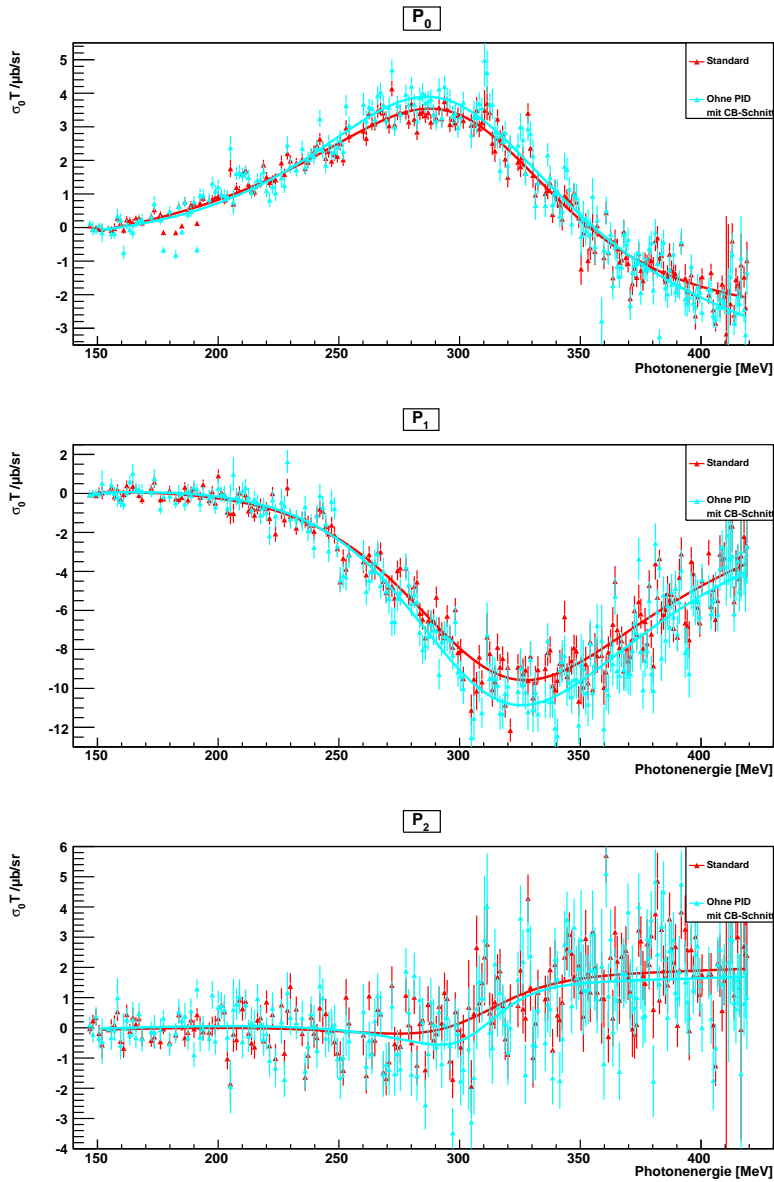 P0
σ0T /μb/sr
5
4
3
2
1
0
-1
-2
-3
Standard
Ohne PID
mit CB-Schnitt
150 200 250 300 350 400
Photonenergie [MeV]
P1
σ0T /μb/sr
2
0
-2
-4
-6
-8
-10
-12
Standard
Ohne PID
mit CB-Schnitt
150 200 250 300 350 400
Photonenergie [MeV]
P2
σ0T /μb/sr
6
5
4
3
2
1
0
-1
-2
-3
-4
Standard
Ohne PID
mit CB-Schnitt
150 200 250 300 350 400
Photonenergie [MeV]